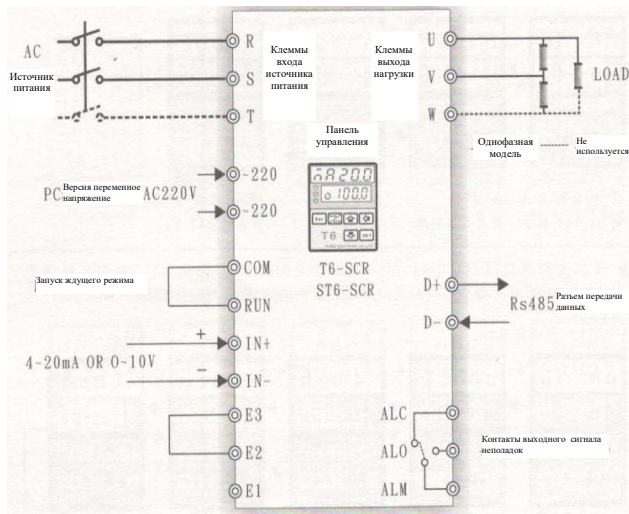 AC
Источник
питания
R
S
T
Клеммы
входа
источника
питания
Клеммы
выхода
нагрузки
U
V
W
LOAD
Однофазная
модель
Не
используется
Панель
управления
~220
~220
PC
Версия переменное
напряжение
AC220V
T6
SET
T6-SCR
ST6-SCR
COM
RUN
Запуск ждущего режима
+
IN+
4~20mA OR 0~10V
−
IN-
E3
E2
E1
D+
D-
Rs485
Разъем передачи
данных
ALC
ALO
ALM
Контакты выходного сигнала
неполадок